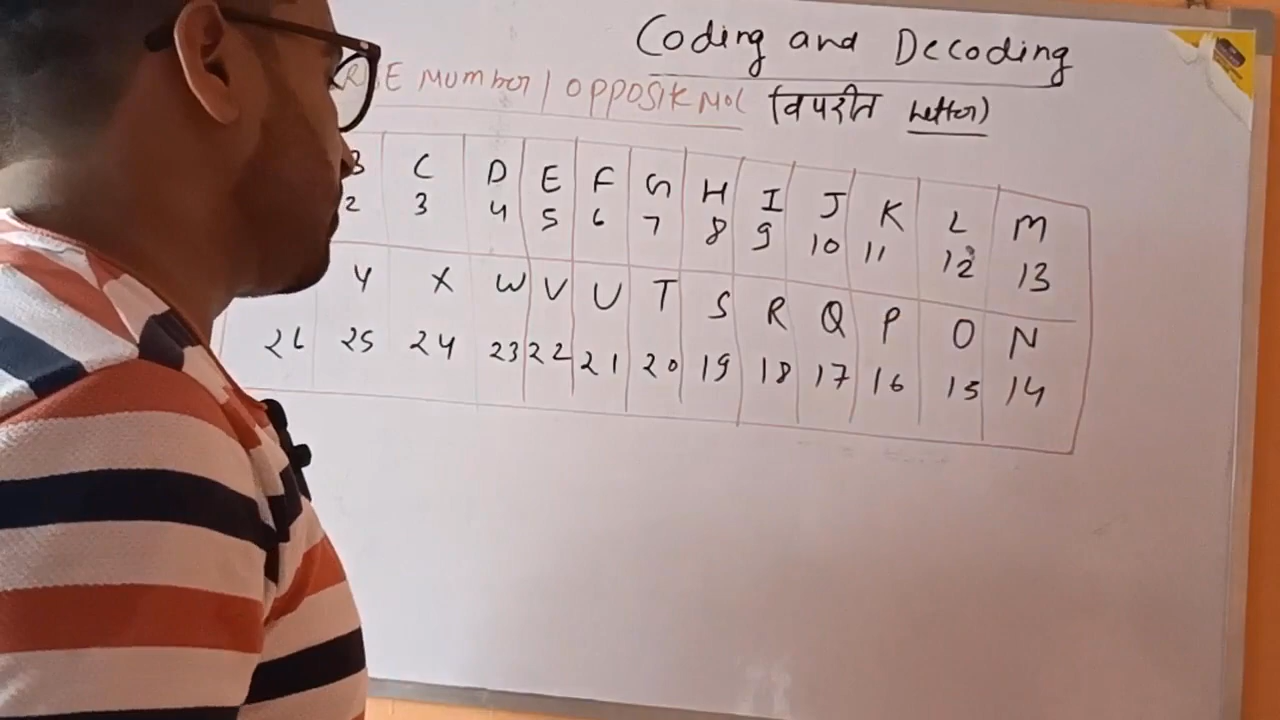 Coding and Decoding
E Number / OPPOSITE NO (विपरीत Letter)
B C D E F G H I J K L M
2 3 4 5 6 7 8 9 10 11 12 13
Y X W V U T S R Q P O N
26 25 24 23 22 21 20 19 18 17 16 15 14